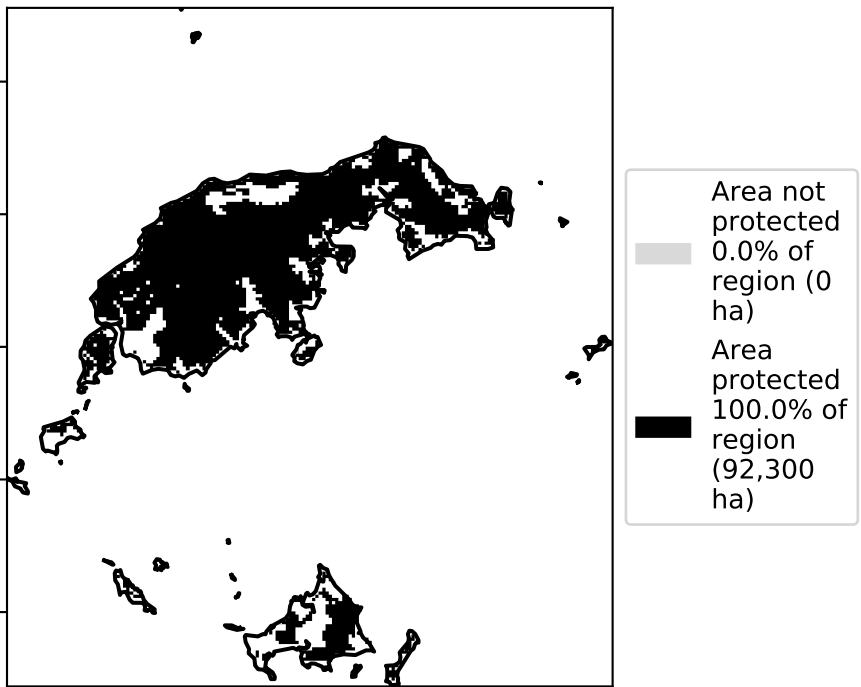 Area not
protected
0.0% of
region (0
ha)
Area
protected
100.0% of
region
(92,300
ha)